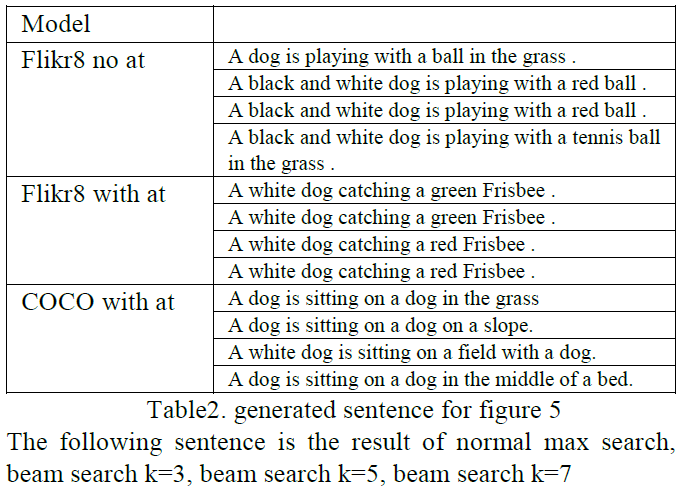 Model
Flikr8 no at
A dog is playing with a ball in the grass .
A black and white dog is playing with a red ball .
A black and white dog is playing with a red ball .
A black and white dog is playing with a tennis ball
in the grass .
Flikr8 with at
A white dog catching a green Frisbee .
A white dog catching a green Frisbee .
A white dog catching a red Frisbee .
A white dog catching a red Frisbee .
COCO with at
A dog is sitting on a dog in the grass
A dog is sitting on a dog on a slope.
A white dog is sitting on a field with a dog.
A dog is sitting on a dog in the middle of a bed.
Table2. generated sentence for figure 5
The following sentence is the result of normal max search,
beam search k=3, beam search k=5, beam search k=7